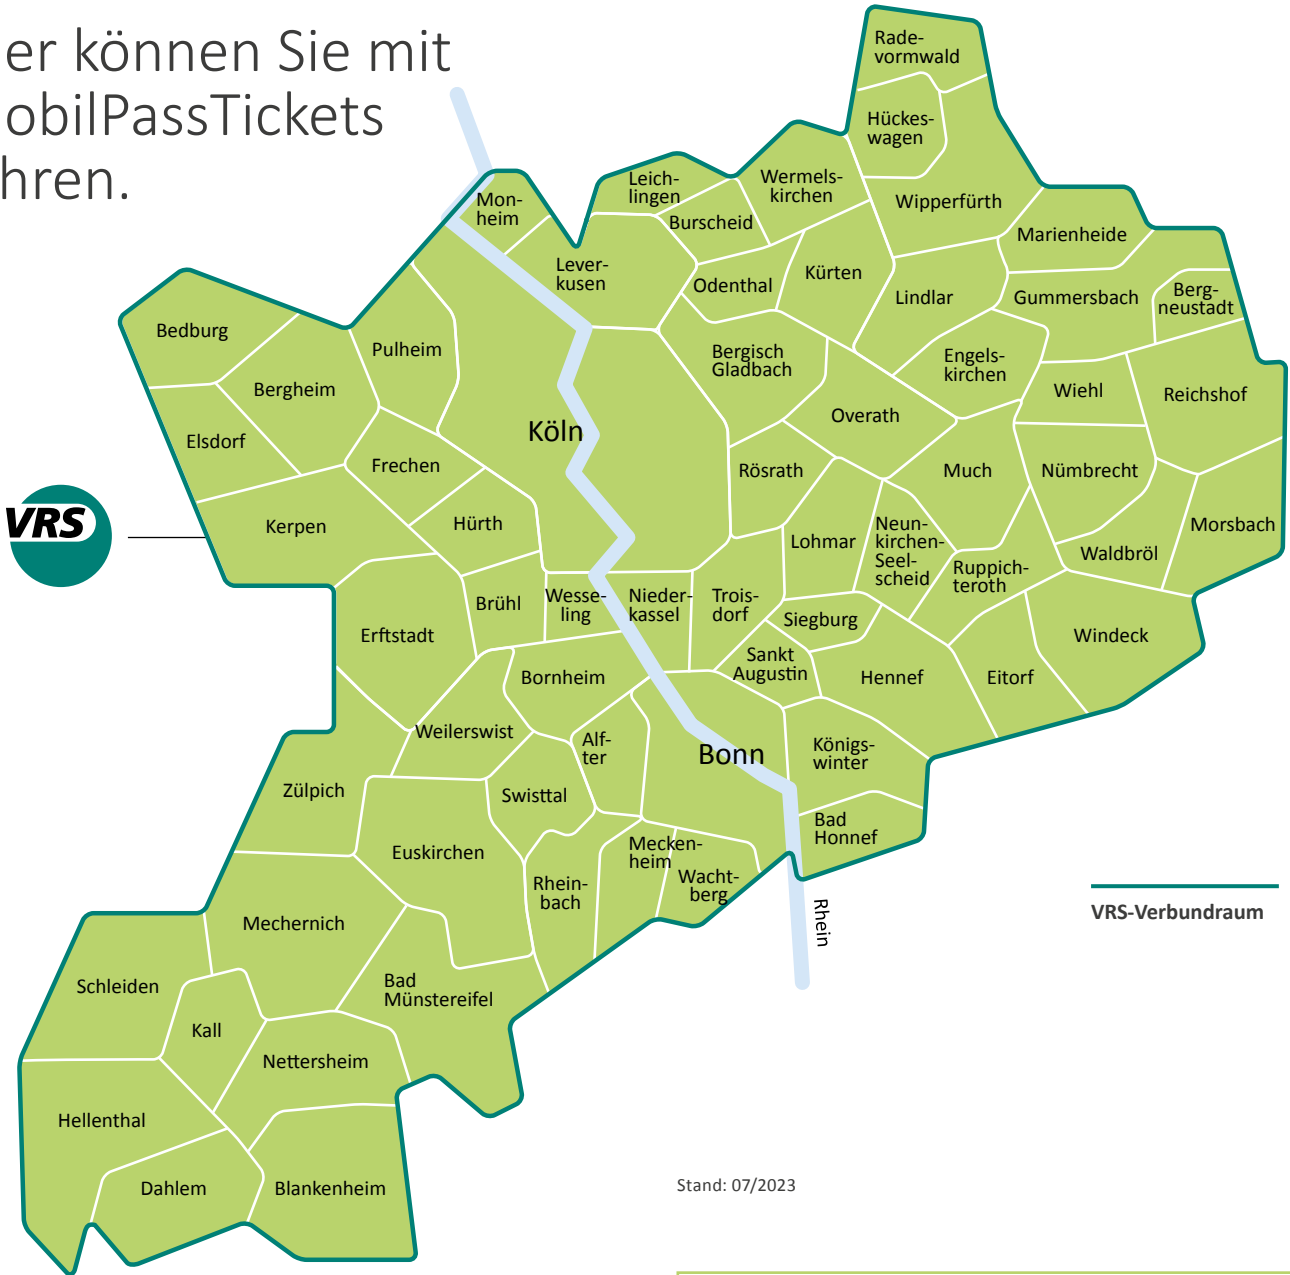 er können Sie mit
obilPassTickets
hren.
Rade-
vormwald
Hückes-
wagen
Wermels-
kirchen
Leich-
lingen
Mon-
heim
Burscheid
Wipperfürth
Marienheide
Lever-
kusen
Odenthal
Kürten
Lindlar
Gummersbach
Berg-
neustadt
Bedburg
Pulheim
Bergisch
Gladbach
Engels-
kirchen
Bergheim
Wiehl
Reichshof
Elsdorf
Köln
Overath
Frechen
Rösrath
Much
Nümbrecht
VRS
Kerpen
Hürth
Lohmar
Neun-
kirchen-
Seel-
scheid
Morsbach
Waldbröl
Ruppich-
teroth
Brühl
Wesse-
ling
Nieder-
kassel
Trois-
dorf
Siegburg
Erftstadt
Windeck
Sankt
Augustin
Bornheim
Hennef
Eitorf
Weilerswist
Alf-
ter
Bonn
Königs-
winter
Zülpich
Swisttal
Bad
Honnef
Euskirchen
Mecken-
heim
Wacht-
berg
Rhein-
bach
Rhein
VRS-Verbundraum
Mechernich
Schleiden
Bad
Münstereifel
Kall
Nettersheim
Hellenthal
Dahlem
Blankenheim
Stand: 07/2023